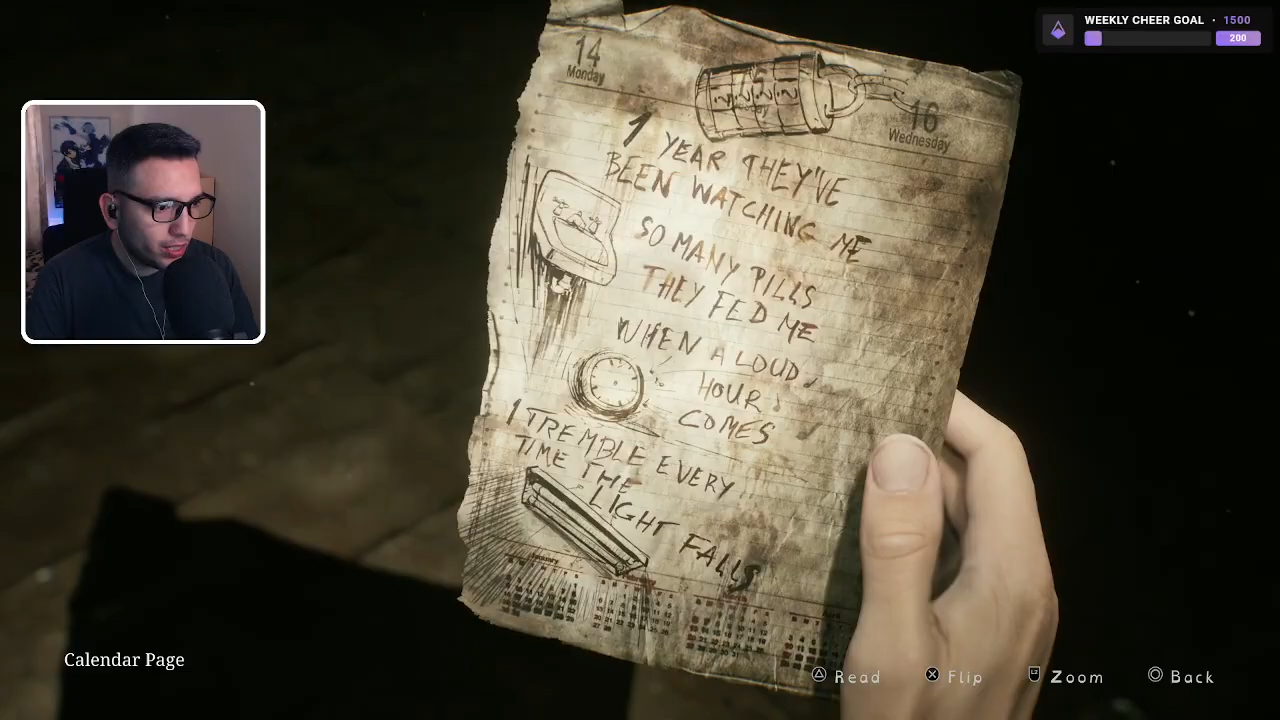 WEEKLY CHEER GOAL · 1500
200
14
Monday
16
Wednesday
1 YEAR THEY'VE
BEEN WATCHING ME
SO MANY PILLS
THEY FED ME
WHEN A LOUD
HOUR
COMES
I TREMBLE EVERY
TIME THE
LIGHT FALLS
January
Calendar Page
Read
Flip
L2 Zoom
Back